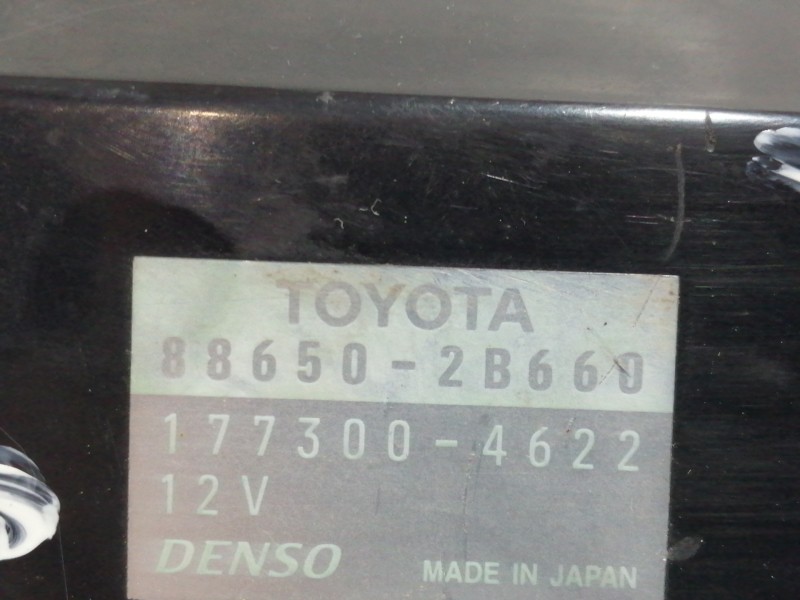 TOYOTA
88650-2B660
177300-4622
12V
DENSO
MADE IN JAPAN